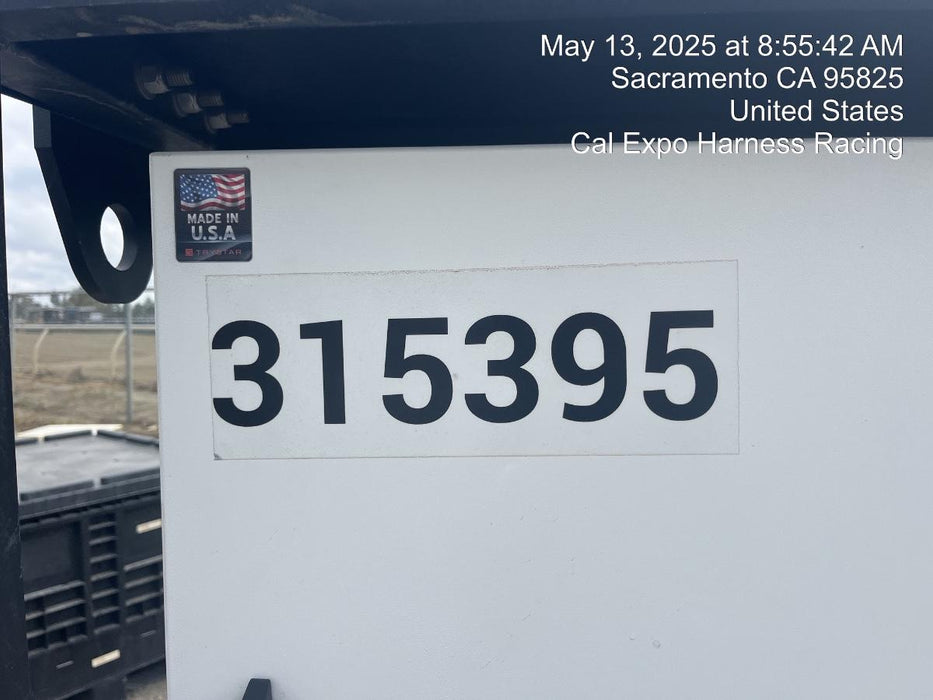 May 13, 2025 at 8:55:42 AM
Sacramento CA 95825
United States
Cal Expo Harness Racing
MADE IN
U.S.A
TRYSTAR
315395